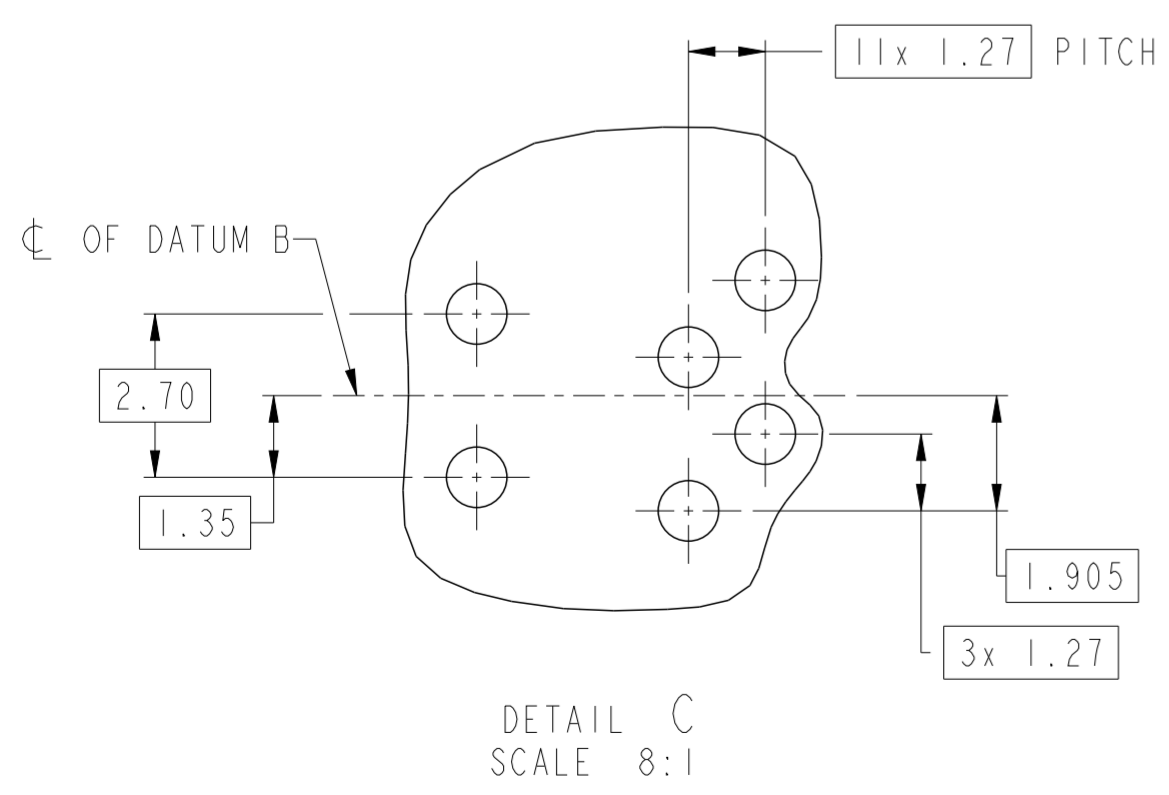 11x 1.27 PITCH
℄ OF DATUM B
2.70
1.35
1.905
3x 1.27
DETAIL C
SCALE 8:1